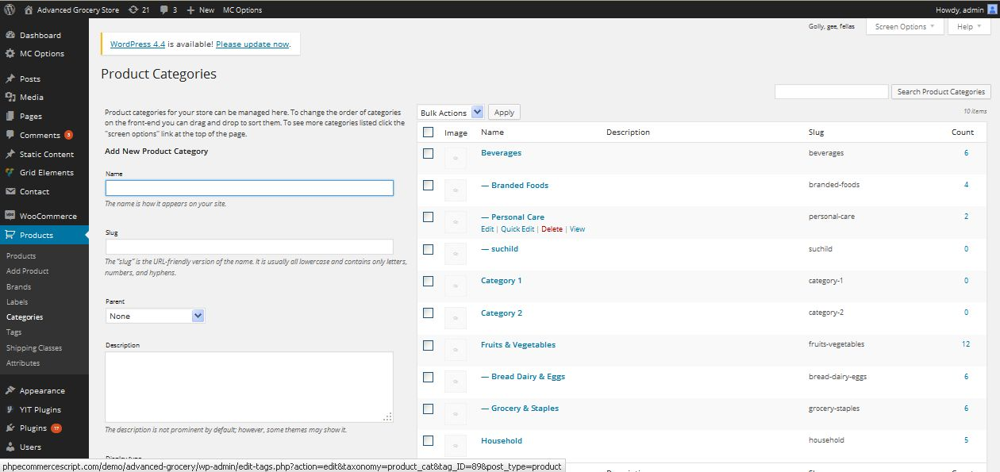 Advanced Grocery Store 21 3 New MC Options Howdy, admin
Golly, gee, fellas Screen Options Help
WordPress 4.4 is available! Please update now.
Product Categories
Search Product Categories
Dashboard
MC Options
Posts
Media
Pages
Comments 3
Static Content
Grid Elements
Contact
WooCommerce
Products
Products
Add Product
Brands
Labels
Categories
Tags
Shipping Classes
Attributes
Appearance
YIT Plugins
Plugins 17
Users
Product categories for your store can be managed here. To change the order of categories
on the front-end you can drag and drop to sort them. To see more categories listed click the
"screen options" link at the top of the page.
Add New Product Category
Name
The name is how it appears on your site.
Slug
The "slug" is the URL-friendly version of the name. It is usually all lowercase and contains only letters,
numbers, and hyphens.
Parent
None
Description
The description is not prominent by default; however, some themes may show it.
Display type
Bulk Actions Apply 10 items
Image Name Description Slug Count
Beverages beverages 6
— Branded Foods branded-foods 4
— Personal Care personal-care 2
Edit | Quick Edit | Delete | View
— suchild suchild 0
Category 1 category-1 0
Category 2 category-2 0
Fruits & Vegetables fruits-vegetables 12
— Bread Dairy & Eggs bread-dairy-eggs 6
— Grocery & Staples grocery-staples 6
Household household 5
Description Slug Count
phpecommercescript.com/demo/advanced-grocery/wp-admin/edit-tags.php?action=edit&taxonomy=product_cat&tag_ID=89&post_type=product